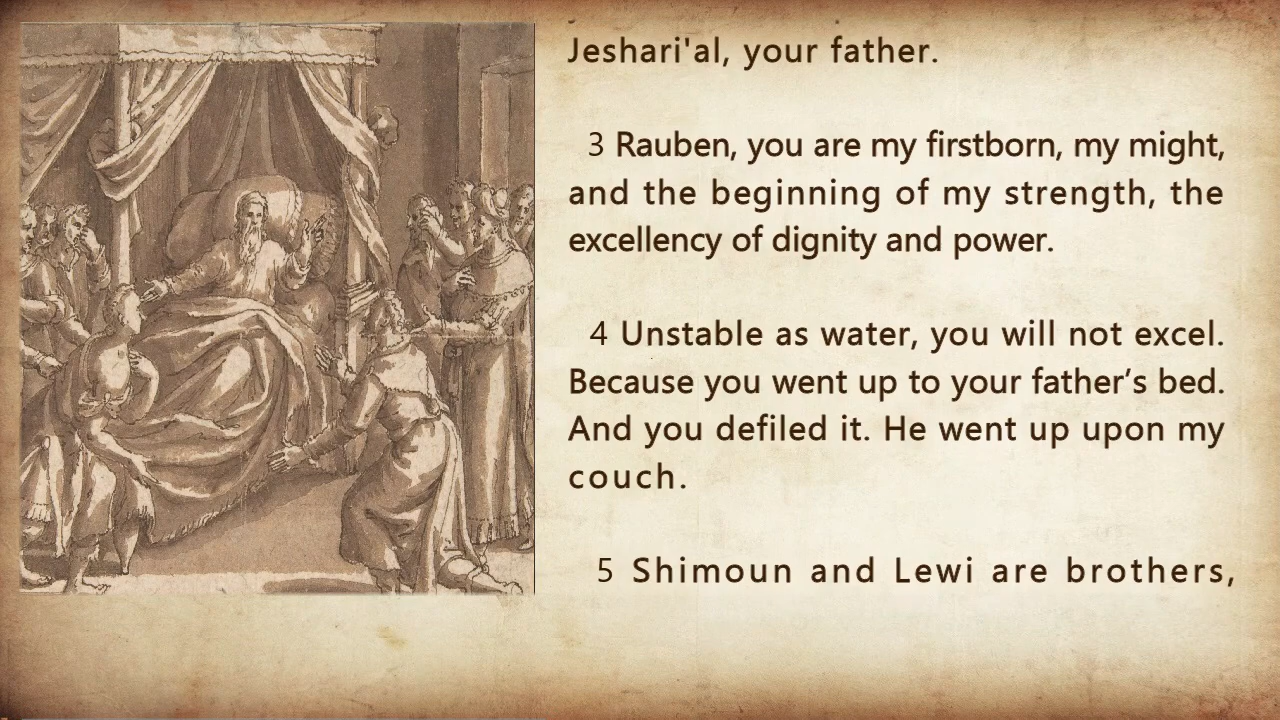 Jeshari'al, your father.
3 Rauben, you are my firstborn, my might,
and the beginning of my strength, the
excellency of dignity and power.
4 Unstable as water, you will not excel.
Because you went up to your father’s bed.
And you defiled it. He went up upon my
couch.
5 Shimoun and Lewi are brothers,